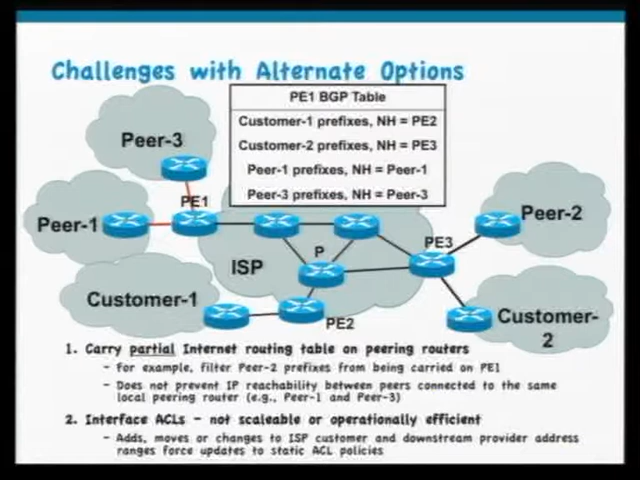 Challenges with Alternate Options
PE1 BGP Table
Customer-1 prefixes, NH = PE2
Customer-2 prefixes, NH = PE3
Peer-1 prefixes, NH = Peer-1
Peer-3 prefixes, NH = Peer-3
Peer-3
PE1
Peer-1
Peer-2
P
PE3
ISP
Customer-1
PE2
Customer-
2
1. Carry partial Internet routing table on peering routers
- For example, filter Peer-2 prefixes from being carried on PE1
- Does not prevent IP reachability between peers connected to the same
local peering router (e.g., Peer-1 and Peer-3)
2. Interface ACLs - not scaleable or operationally efficient
- Adds, moves or changes to ISP customer and downstream provider address
ranges force updates to static ACL policies